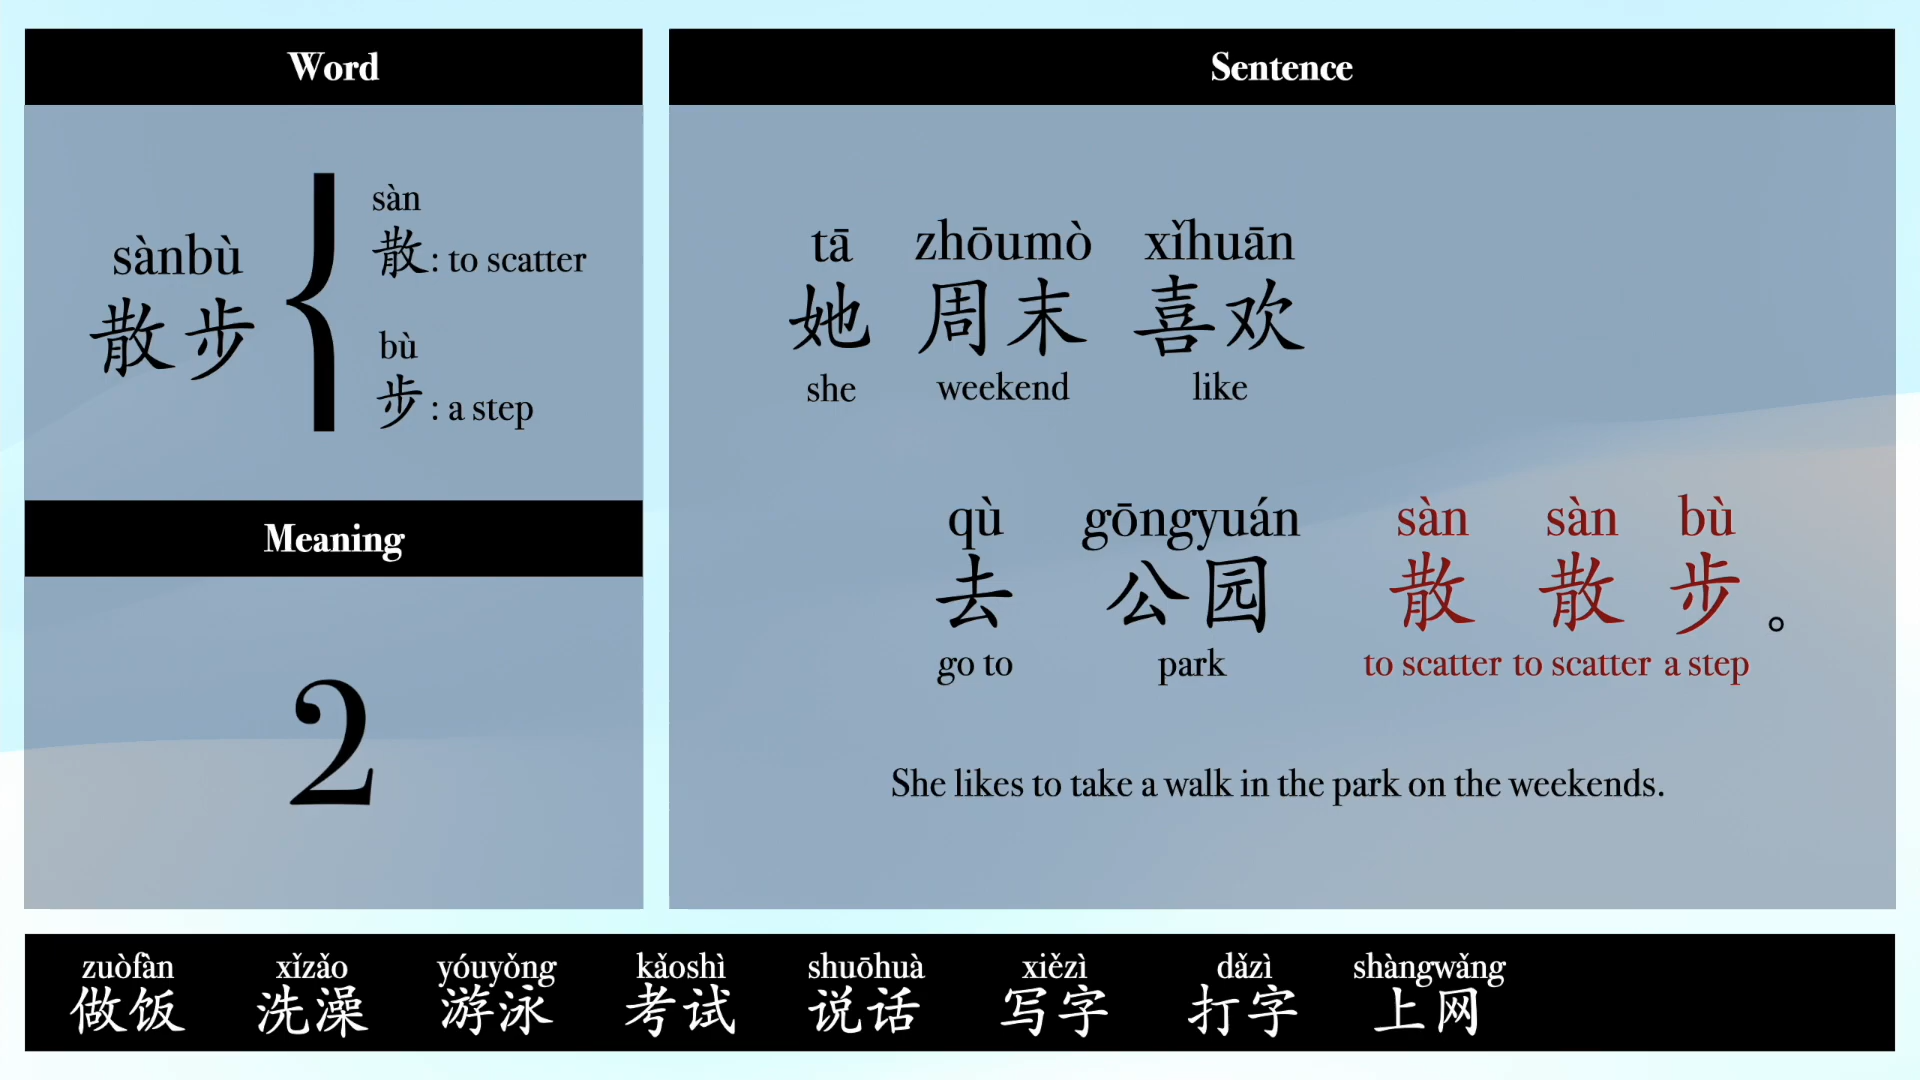 Word
sànbù
散步
sàn
散: to scatter
bù
步: a step
Meaning
2
Sentence
tā zhōumò xǐhuān
她 周末 喜欢
she weekend like
qù gōngyuán sàn sàn bù
去 公园 散 散 步。
go to park to scatter to scatter a step
She likes to take a walk in the park on the weekends.
zuòfàn xǐzǎo yóuyǒng kǎoshì shuōhuà xiězì dǎzì shàngwǎng
做饭 洗澡 游泳 考试 说话 写字 打字 上网